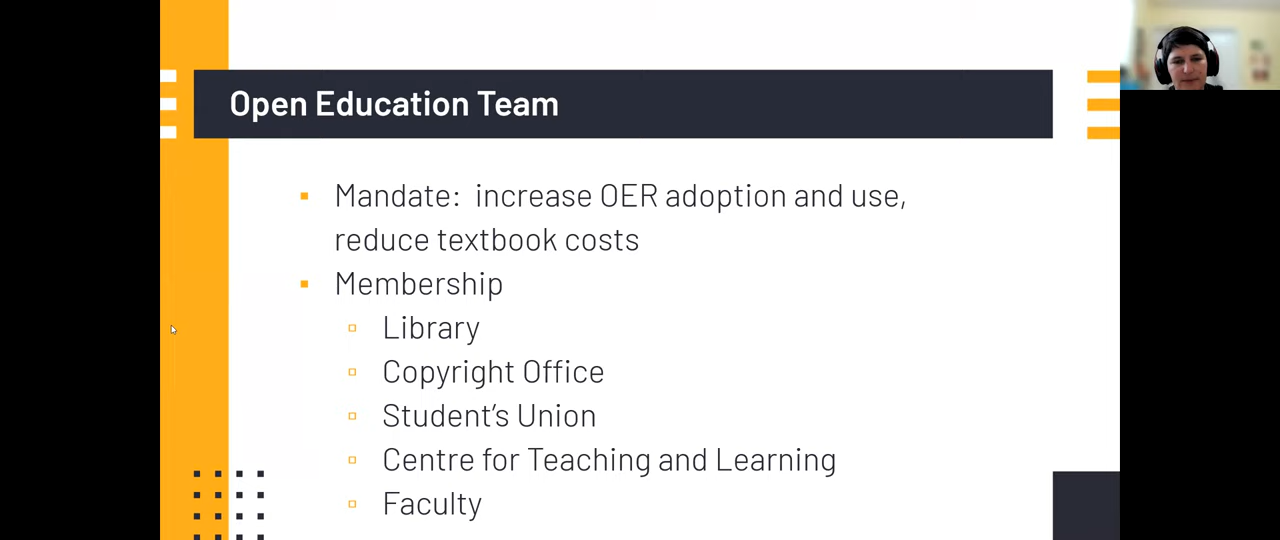 Open Education Team
Mandate:  increase OER adoption and use,
reduce textbook costs
Membership
Library
Copyright Office
Student's Union
Centre for Teaching and Learning
Faculty